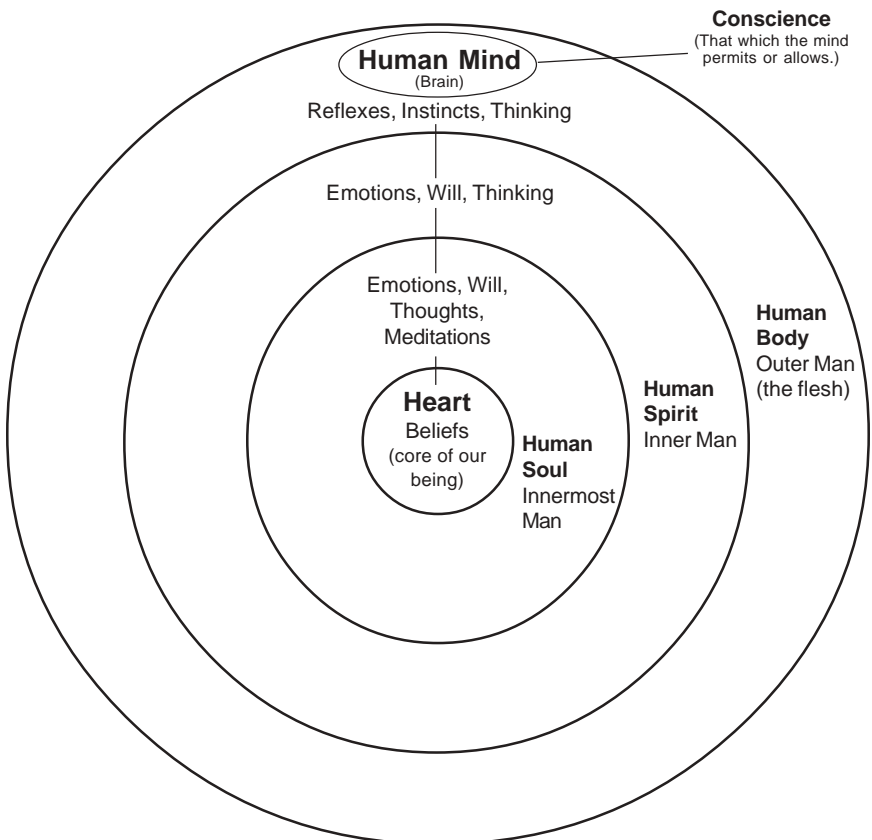 Conscience
(That which the mind
permits or allows.)
Human Mind
(Brain)
Reflexes, Instincts, Thinking
Emotions, Will, Thinking
Emotions, Will,
Thoughts,
Meditations
Heart
Beliefs
(core of our
being)
Human
Soul
Innermost
Man
Human
Spirit
Inner Man
Human
Body
Outer Man
(the flesh)